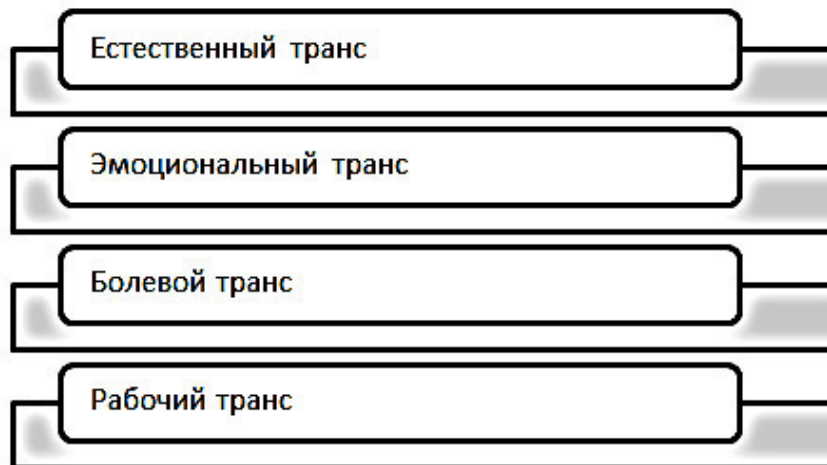 Естественный транс
Эмоциональный транс
Болевой транс
Рабочий транс